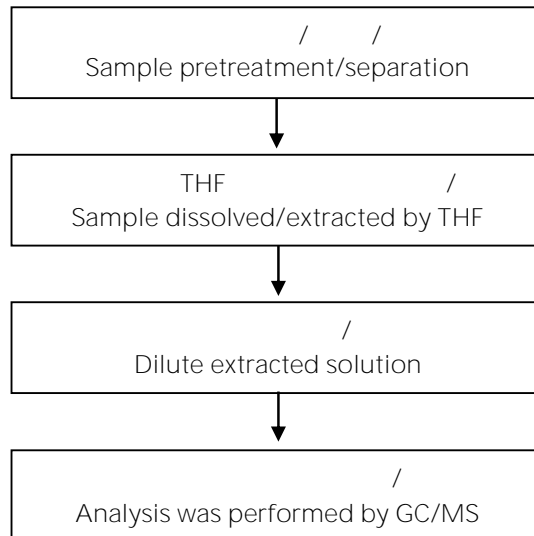 / /
Sample pretreatment/separation
THF /
Sample dissolved/extracted by THF
/
Dilute extracted solution
/
Analysis was performed by GC/MS